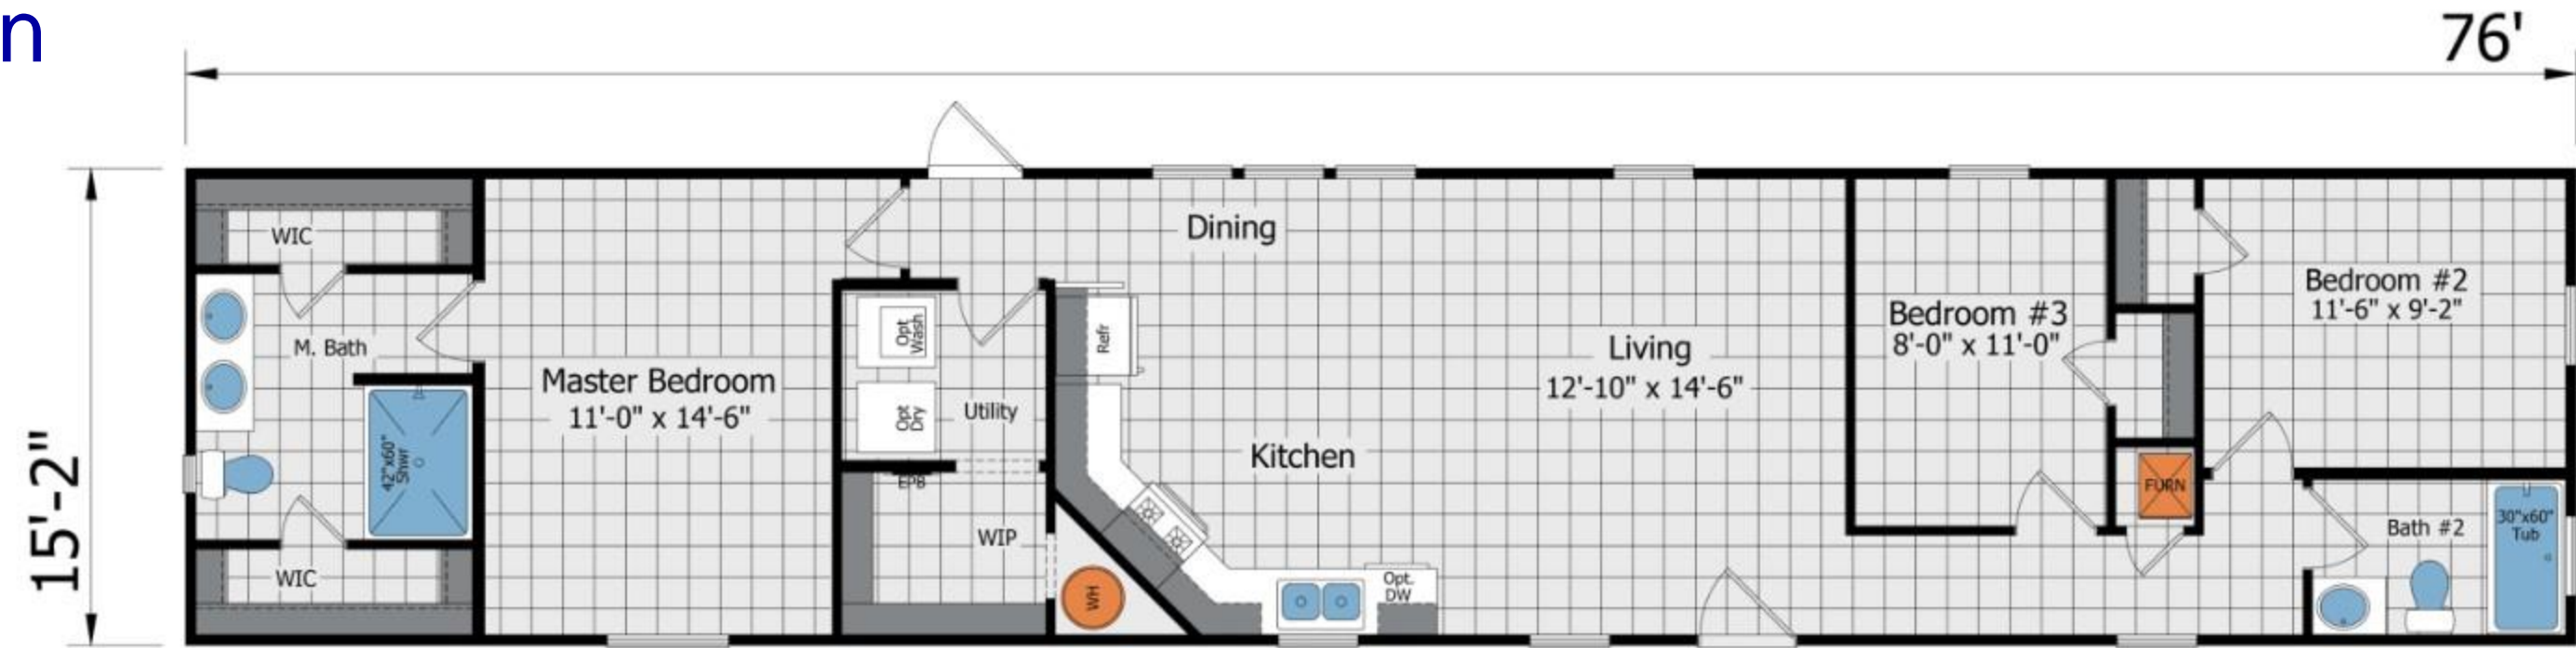 n
76'
15'-2"
WIC
M. Bath
42"x60"
Shwr
WIC
Master Bedroom
11'-0" x 14'-6"
Opt
Wash
Opt
Dry
Utility
EPB
WIP
WH
Refr
Dining
Kitchen
Opt.
DW
Living
12'-10" x 14'-6"
Bedroom #3
8'-0" x 11'-0"
FURN
Bedroom #2
11'-6" x 9'-2"
Bath #2
30"x60"
Tub